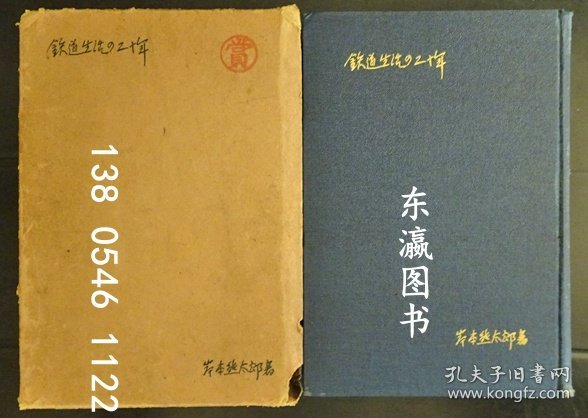 鉄道生活の二十年
賞
138 0546 1122
岸本熊太郎著
鉄道生活の二十年
东瀛图书
岸本熊太郎著
孔夫子旧书网
www.kongfz.com